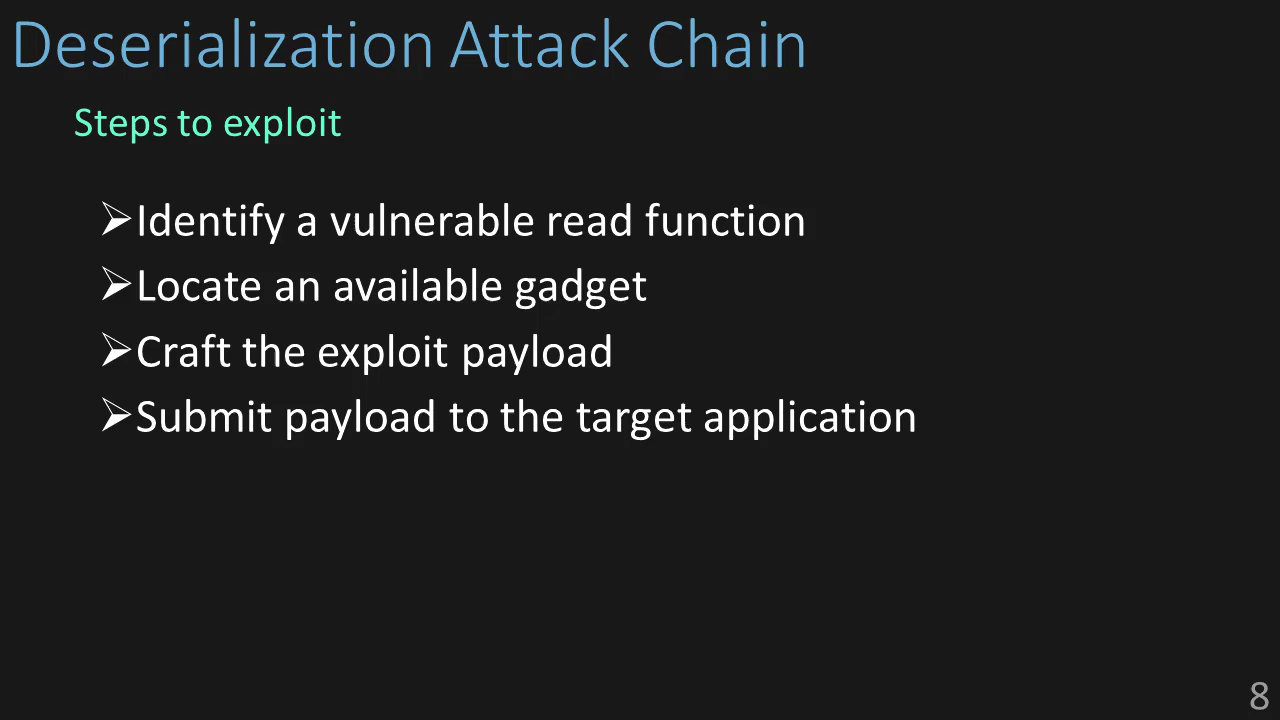 Deserialization Attack Chain
Steps to exploit
➢Identify a vulnerable read function
➢Locate an available gadget
➢Craft the exploit payload
➢Submit payload to the target application
8